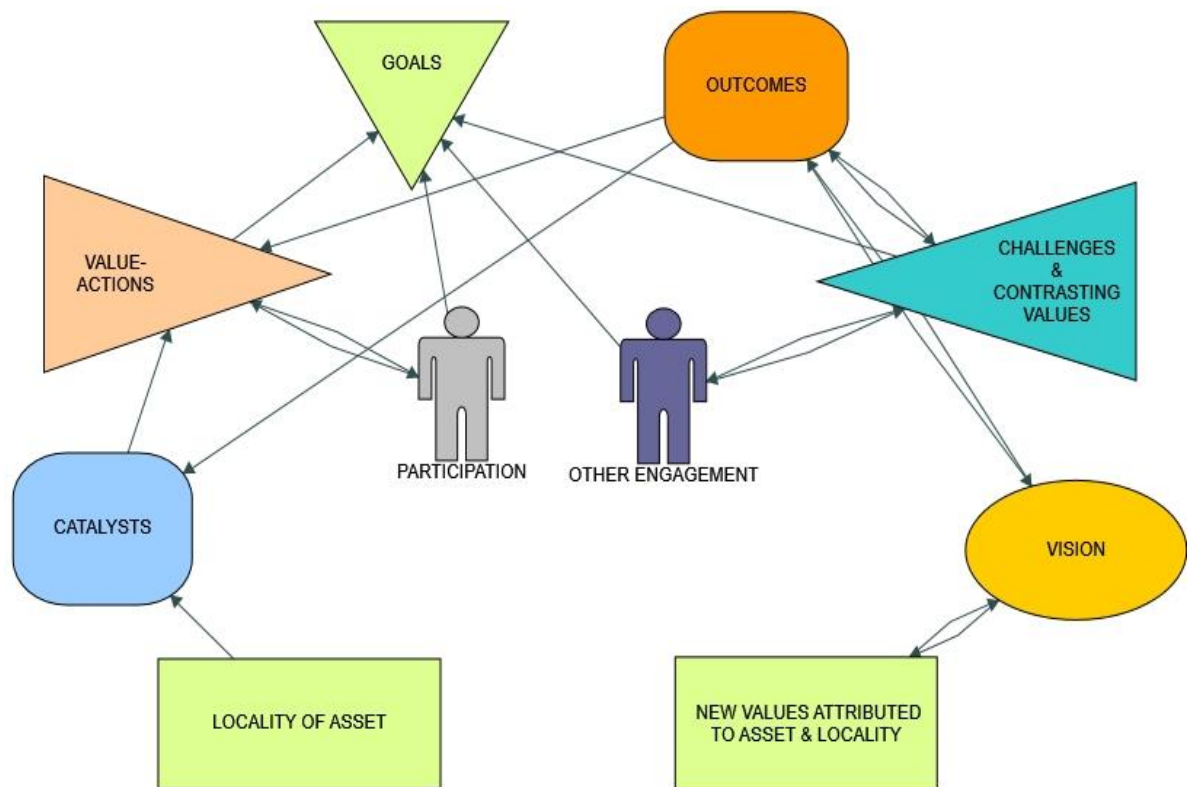 GOALS
OUTCOMES
VALUE-
ACTIONS
CHALLENGES
&
CONTRASTING
VALUES
PARTICIPATION
OTHER ENGAGEMENT
CATALYSTS
VISION
LOCALITY OF ASSET
NEW VALUES ATTRIBUTED
TO ASSET & LOCALITY